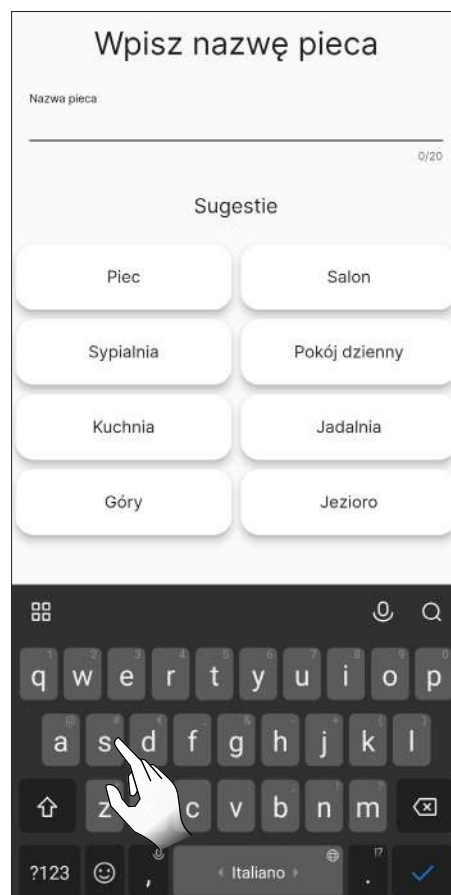 Wpisz nazwę pieca
Nazwa pieca
0/20
Sugestie
Piec Salon
Sypialnia Pokój dzienny
Kuchnia Jadalnia
Góry Jezioro
q w e r t y u i o p
a s d f g h j k l
z c v b n m
?123 , Italiano .